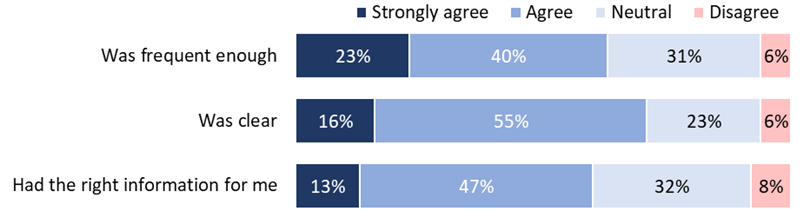 Strongly agree Agree Neutral Disagree
Was frequent enough 23% 40% 31% 6%
Was clear 16% 55% 23% 6%
Had the right information for me 13% 47% 32% 8%